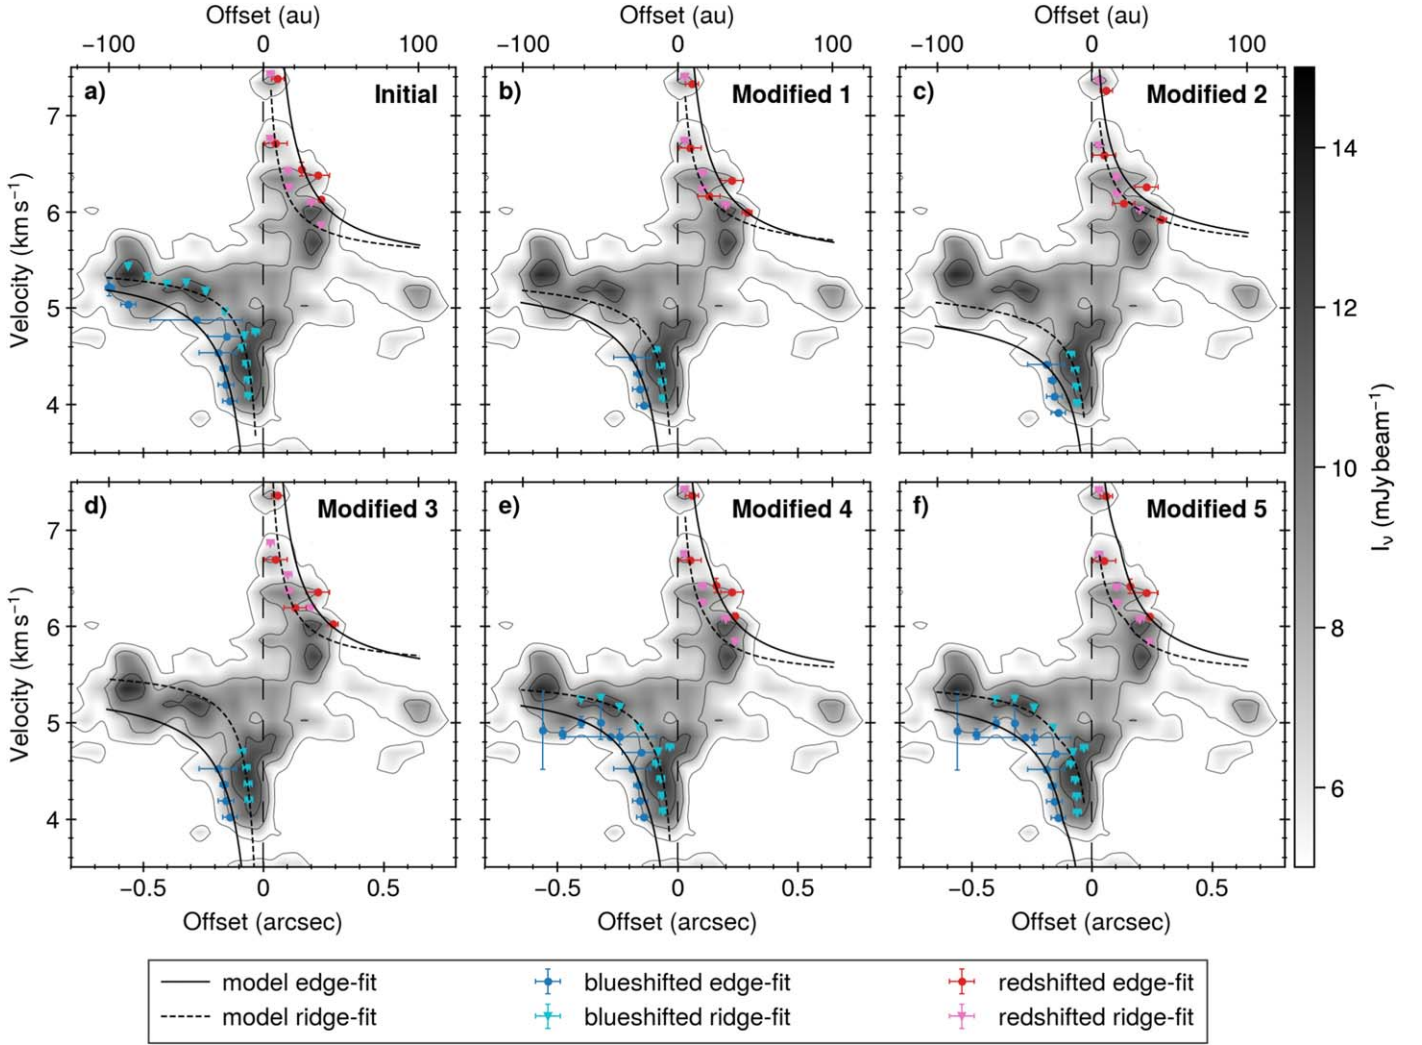 Offset (au) Offset (au) Offset (au)
−100 0 100 −100 0 100 −100 0 100
a) Initial b) Modified 1 c) Modified 2
7
6
5
4
Velocity (km s⁻¹)
14
12
10
8
6
Iν (mJy beam⁻¹)
d) Modified 3 e) Modified 4 f) Modified 5
7
6
5
4
Velocity (km s⁻¹)
−0.5 0 0.5 −0.5 0 0.5 −0.5 0 0.5
Offset (arcsec) Offset (arcsec) Offset (arcsec)
model edge-fit blueshifted edge-fit redshifted edge-fit
model ridge-fit blueshifted ridge-fit redshifted ridge-fit